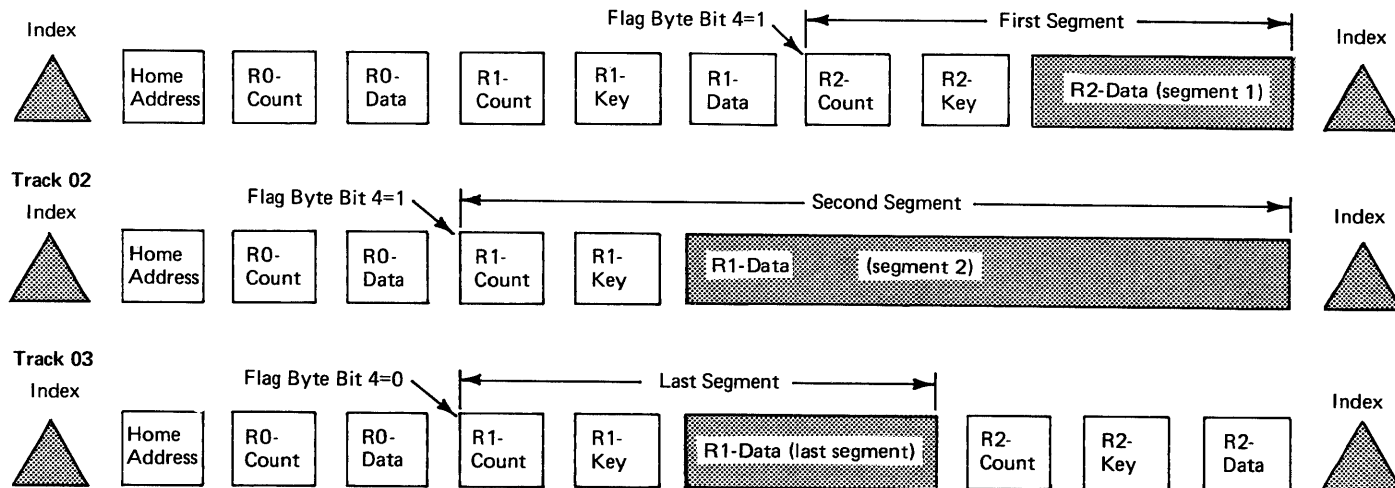 Flag Byte Bit 4=1
First Segment
Index
Index
Home
Address
R0-
Count
R0-
Data
R1-
Count
R1-
Key
R1-
Data
R2-
Count
R2-
Key
R2-Data (segment 1)
Track 02
Index
Flag Byte Bit 4=1
Second Segment
Index
Home
Address
R0-
Count
R0-
Data
R1-
Count
R1-
Key
R1-Data (segment 2)
Track 03
Index
Flag Byte Bit 4=0
Last Segment
Index
Home
Address
R0-
Count
R0-
Data
R1-
Count
R1-
Key
R1-Data (last segment)
R2-
Count
R2-
Key
R2-
Data